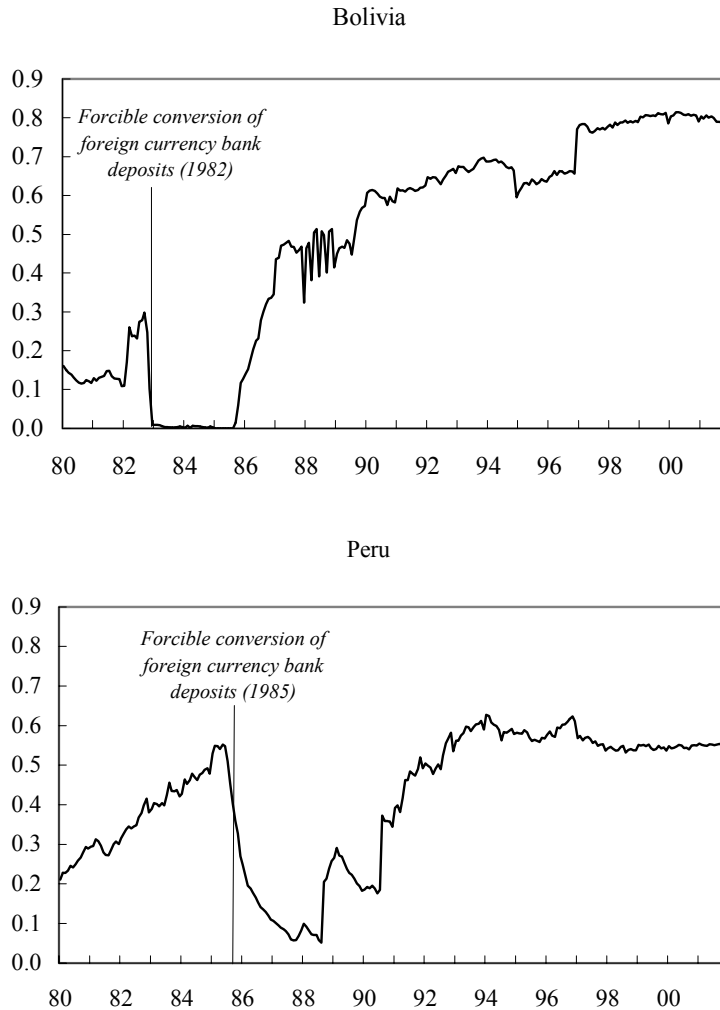 Bolivia
0.9
0.8
0.7
0.6
0.5
0.4
0.3
0.2
0.1
0.0
Forcible conversion of
foreign currency bank
deposits (1982)
80 82 84 86 88 90 92 94 96 98 00
Peru
0.9
0.8
0.7
0.6
0.5
0.4
0.3
0.2
0.1
0.0
Forcible conversion of
foreign currency bank
deposits (1985)
80 82 84 86 88 90 92 94 96 98 00